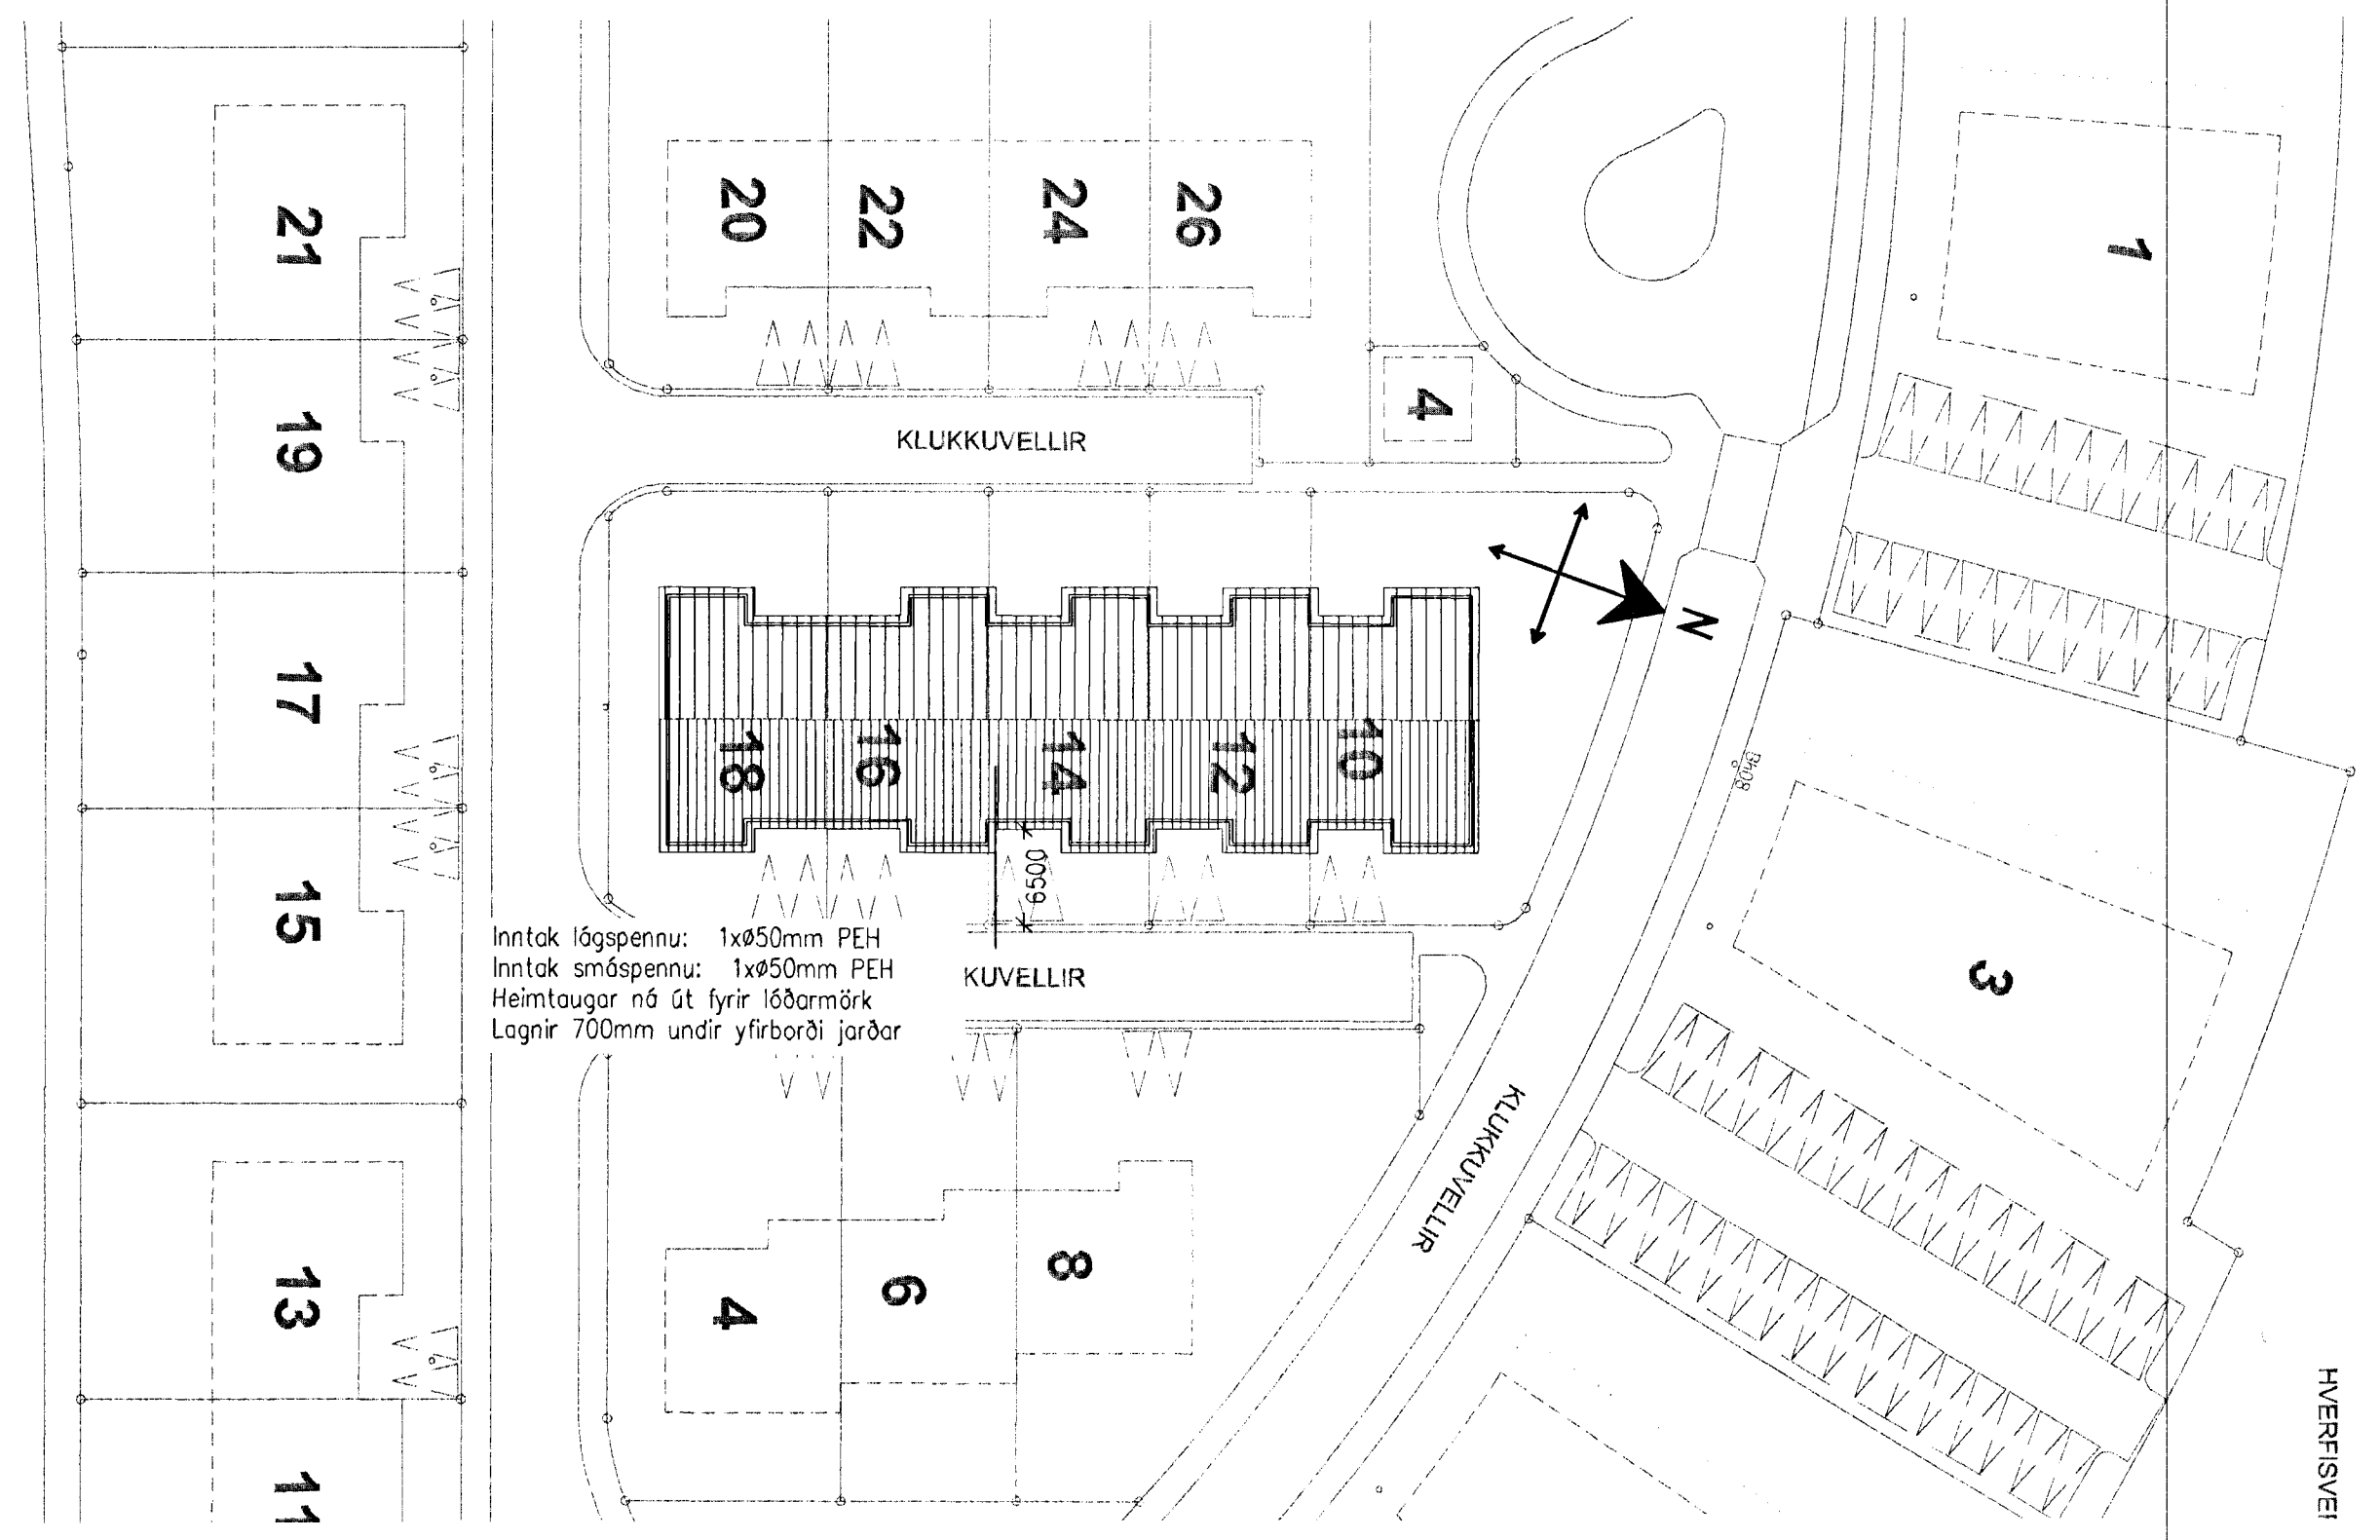 21
20
22
24
26
1
19
4
KLUKKUVELLIR
N
17
18
16
14
12
10
Bh08
6500
15
Inntak lágspennu: 1xø50mm PEH
Inntak smáspennu: 1xø50mm PEH
Heimtaugar ná út fyrir lóðarmörk
Lagnir 700mm undir yfirborði jarðar
KUVELLIR
3
KLUKKUVELLIR
13
4
6
8
11
HVERFISVEI